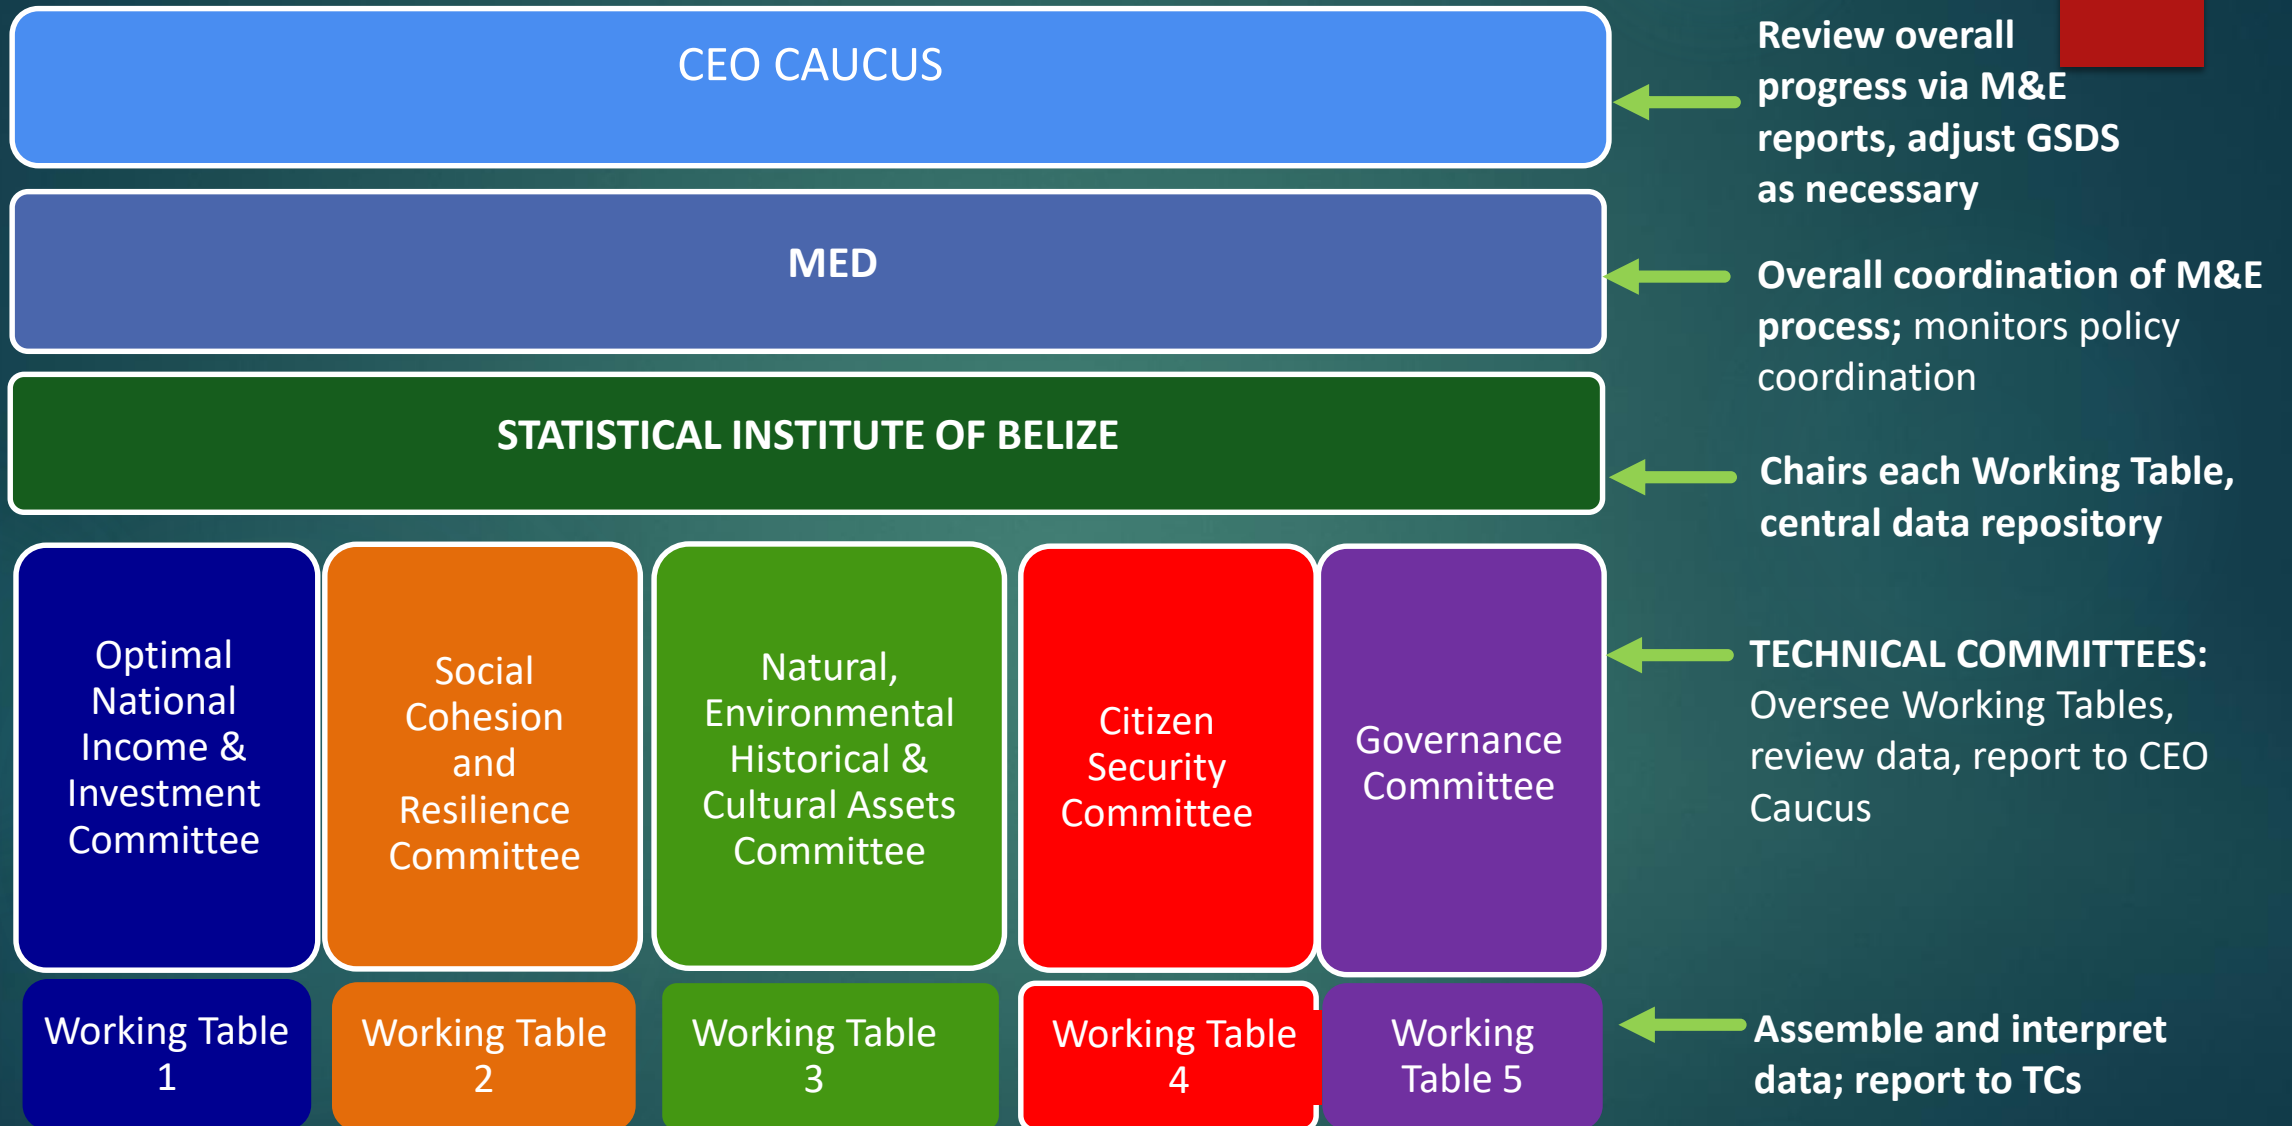 CEO CAUCUS
Review overall
progress via M&E
reports, adjust GSDS
as necessary
MED
Overall coordination of M&E
process; monitors policy
coordination
STATISTICAL INSTITUTE OF BELIZE
Chairs each Working Table,
central data repository
Optimal
National
Income &
Investment
Committee
Social
Cohesion
and
Resilience
Committee
Natural,
Environmental
Historical &
Cultural Assets
Committee
Citizen
Security
Committee
Governance
Committee
TECHNICAL COMMITTEES:
Oversee Working Tables,
review data, report to CEO
Caucus
Working Table
1
Working Table
2
Working Table
3
Working Table
4
Working
Table 5
Assemble and interpret
data; report to TCs